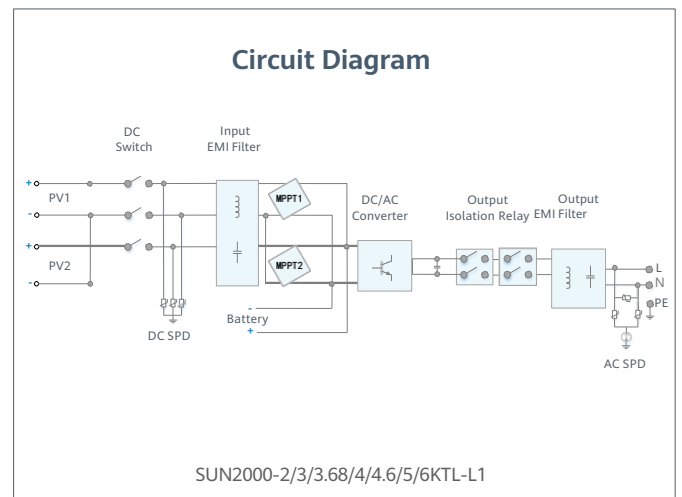 Circuit Diagram
DC
Switch
Input
EMI Filter
DC/AC
Converter
Output
Isolation Relay
Output
EMI Filter
+
PV1
-
+
PV2
-
MPPT1
MPPT2
L
N
PE
-
Battery
+
DC SPD
AC SPD
SUN2000-2/3/3.68/4/4.6/5/6KTL-L1